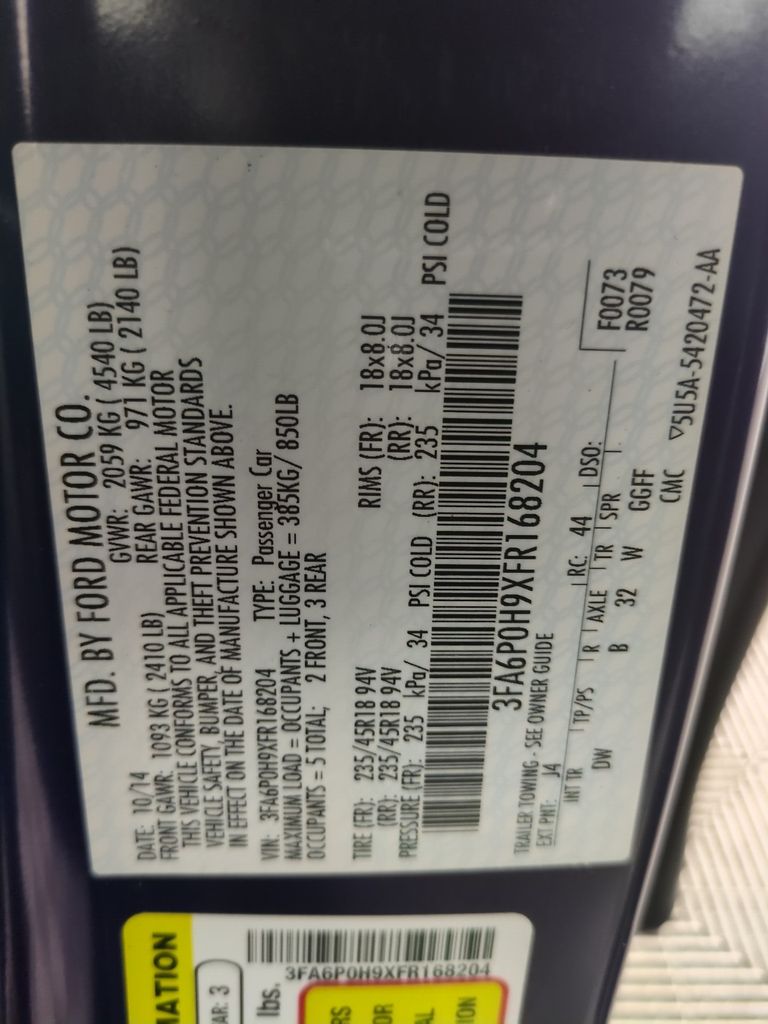 MFD. BY FORD MOTOR CO.
DATE: 10/14 GVWR: 2059 KG ( 4540 LB)
FRONT GAWR: 1093 KG ( 2410 LB) REAR GAWR: 971 KG ( 2140 LB)
THIS VEHICLE CONFORMS TO ALL APPLICABLE FEDERAL MOTOR
VEHICLE SAFETY, BUMPER, AND THEFT PREVENTION STANDARDS
IN EFFECT ON THE DATE OF MANUFACTURE SHOWN ABOVE.
VIN: 3FA6P0H9XFR168204 TYPE: Passenger Car
MAXIMUM LOAD = OCCUPANTS + LUGGAGE = 385KG/ 850LB
OCCUPANTS = 5 TOTAL; 2 FRONT, 3 REAR
TIRE (FR): 235/45R18 94V RIMS (FR): 18x8.0J
(RR): 235/45R18 94V (RR): 18x8.0J
PRESSURE (FR): 235 kPa/ 34 PSI COLD (RR): 235 kPa/ 34 PSI COLD
3FA6P0H9XFR168204
TRAILER TOWING - SEE OWNER GUIDE
EXT PNT: J4 RC: 44 DSO: F0073
INT TR TP/PS R AXLE TR SPR R0079
DW B 32 W GGFF
CMC ▽5U5A-5420472-AA
MATION
AR: 3
lbs.
3FA6P0H9XFR168204
RS
OR
AL
ION